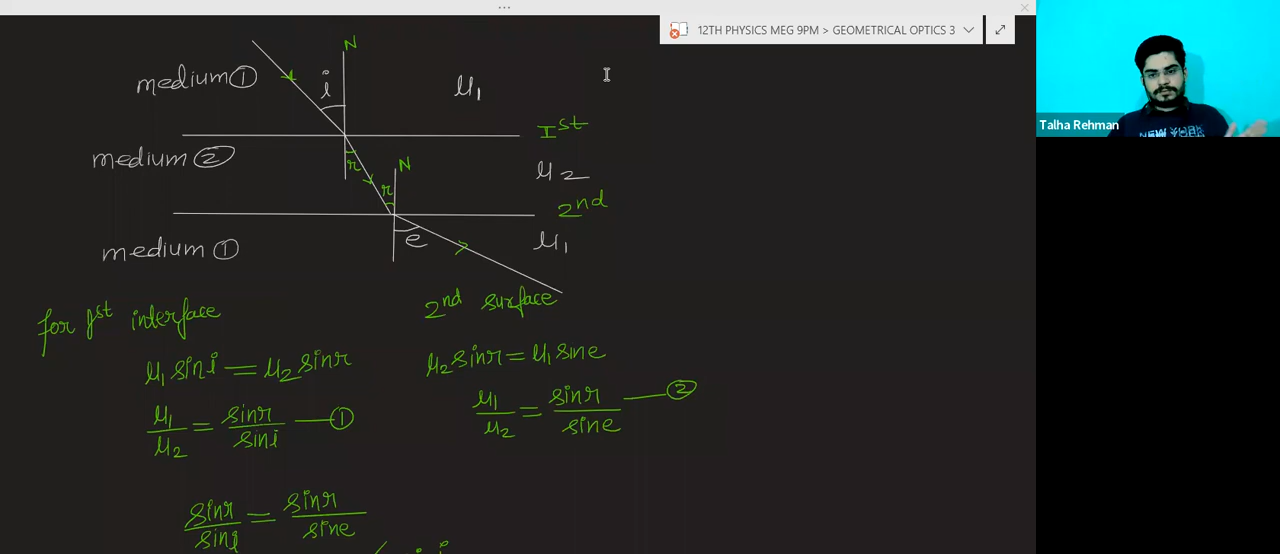 12TH PHYSICS MEG 9PM > GEOMETRICAL OPTICS 3
Talha Rehman
NEW YORK
N
medium ①
i
μ₁
Iˢᵗ
medium ②
r
N
μ₂
r
2ⁿᵈ
medium ①
e
μ₁
for Iˢᵗ interface
μ₁ sin i = μ₂ sin r
μ₁/μ₂ = sin r/sin i — ①
2ⁿᵈ surface
μ₂ sin r = μ₁ sin e
μ₁/μ₂ = sin r/sin e — ②
sin r/sin i = sin r/sin e